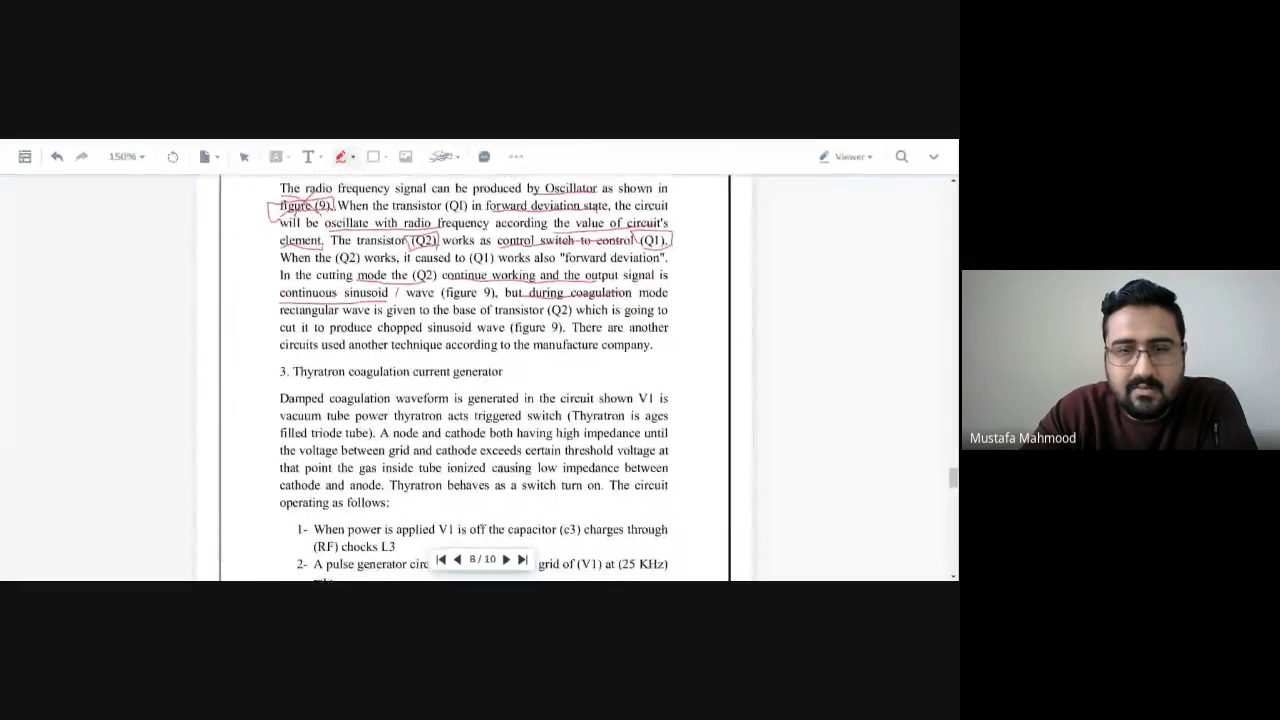 150%
T
Viewer
The radio frequency signal can be produced by Oscillator as shown in
figure (9). When the transistor (QI) in forward deviation state, the circuit
will be oscillate with radio frequency according the value of circuit's
element. The transistor (Q2) works as control switch to control (Q1).
When the (Q2) works, it caused to (Q1) works also "forward deviation".
In the cutting mode the (Q2) continue working and the output signal is
continuous sinusoid / wave (figure 9), but during coagulation mode
rectangular wave is given to the base of transistor (Q2) which is going to
cut it to produce chopped sinusoid wave (figure 9). There are another
circuits used another technique according to the manufacture company.
3. Thyratron coagulation current generator
Damped coagulation waveform is generated in the circuit shown V1 is
vacuum tube power thyratron acts triggered switch (Thyratron is ages
filled triode tube). A node and cathode both having high impedance until
the voltage between grid and cathode exceeds certain threshold voltage at
that point the gas inside tube ionized causing low impedance between
cathode and anode. Thyratron behaves as a switch turn on. The circuit
operating as follows:
1- When power is applied V1 is off the capacitor (c3) charges through
(RF) chocks L3
2- A pulse generator grid of (V1) at (25 KHz)
8 / 10
Mustafa Mahmood